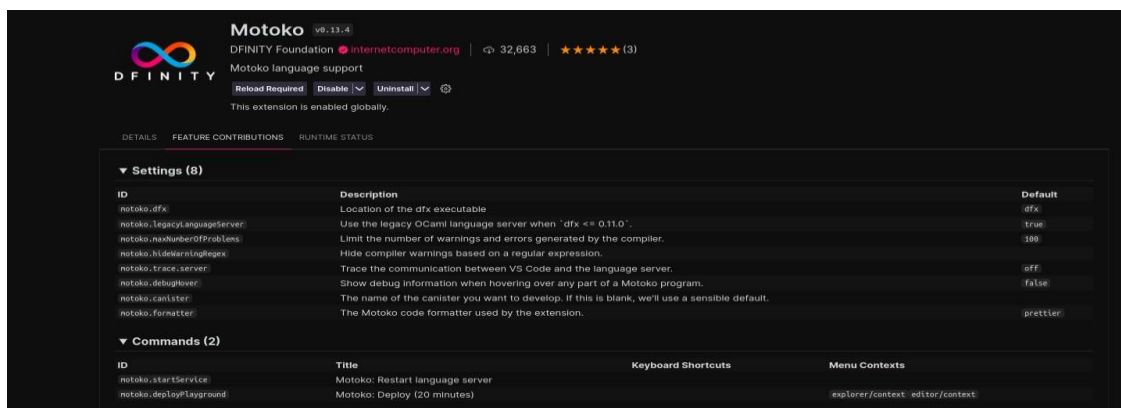 Motoko v0.13.4
DFINITY Foundation internetcomputer.org | 32,663 | ★★★★★(3)
DFINITY
Motoko language support
Reload Required Disable Uninstall
This extension is enabled globally.
DETAILS FEATURE CONTRIBUTIONS RUNTIME STATUS
▼ Settings (8)
ID Description Default
motoko.dfx Location of the dfx executable dfx
motoko.legacyLanguageServer Use the legacy OCaml language server when `dfx <= 0.11.0`. true
motoko.maxNumberOfProblems Limit the number of warnings and errors generated by the compiler. 100
motoko.hideWarningRegex Hide compiler warnings based on a regular expression.
motoko.trace.server Trace the communication between VS Code and the language server. off
motoko.debugHover Show debug information when hovering over any part of a Motoko program. false
motoko.canister The name of the canister you want to develop. If this is blank, we'll use a sensible default.
motoko.formatter The Motoko code formatter used by the extension. prettier
▼ Commands (2)
ID Title Keyboard Shortcuts Menu Contexts
motoko.startService Motoko: Restart language server
motoko.deployPlayground Motoko: Deploy (20 minutes) explorer/context editor/context